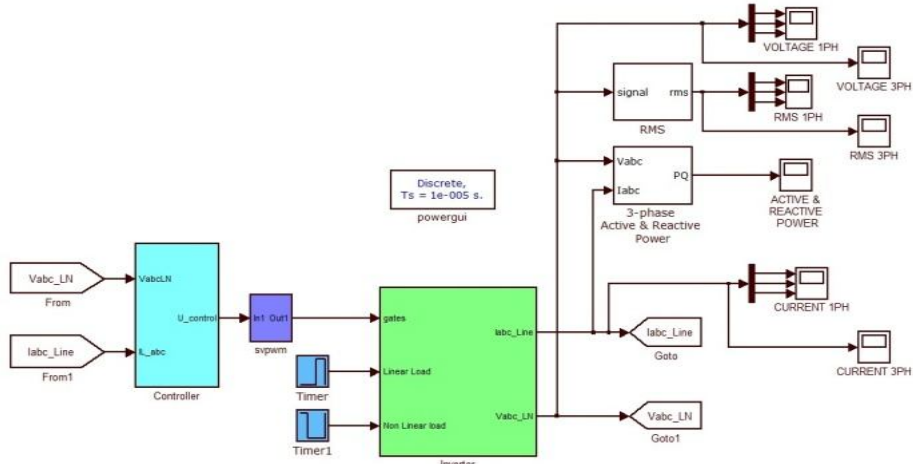 VOLTAGE 1PH
VOLTAGE 3PH
signal
rms
RMS
RMS 1PH
RMS 3PH
Vabc
Iabc
PQ
3-phase
Active & Reactive
Power
ACTIVE &
REACTIVE
POWER
Discrete,
Ts = 1e-005 s.
powergui
Vabc_LN
From
Iabc_Line
From1
VabcLN
IL_abc
U_control
Controller
In1 Out1
svpwm
Timer
Timer1
gates
Linear Load
Non Linear load
Iabc_Line
Vabc_LN
Inverter
Iabc_Line
Goto
Vabc_LN
Goto1
CURRENT 1PH
CURRENT 3PH